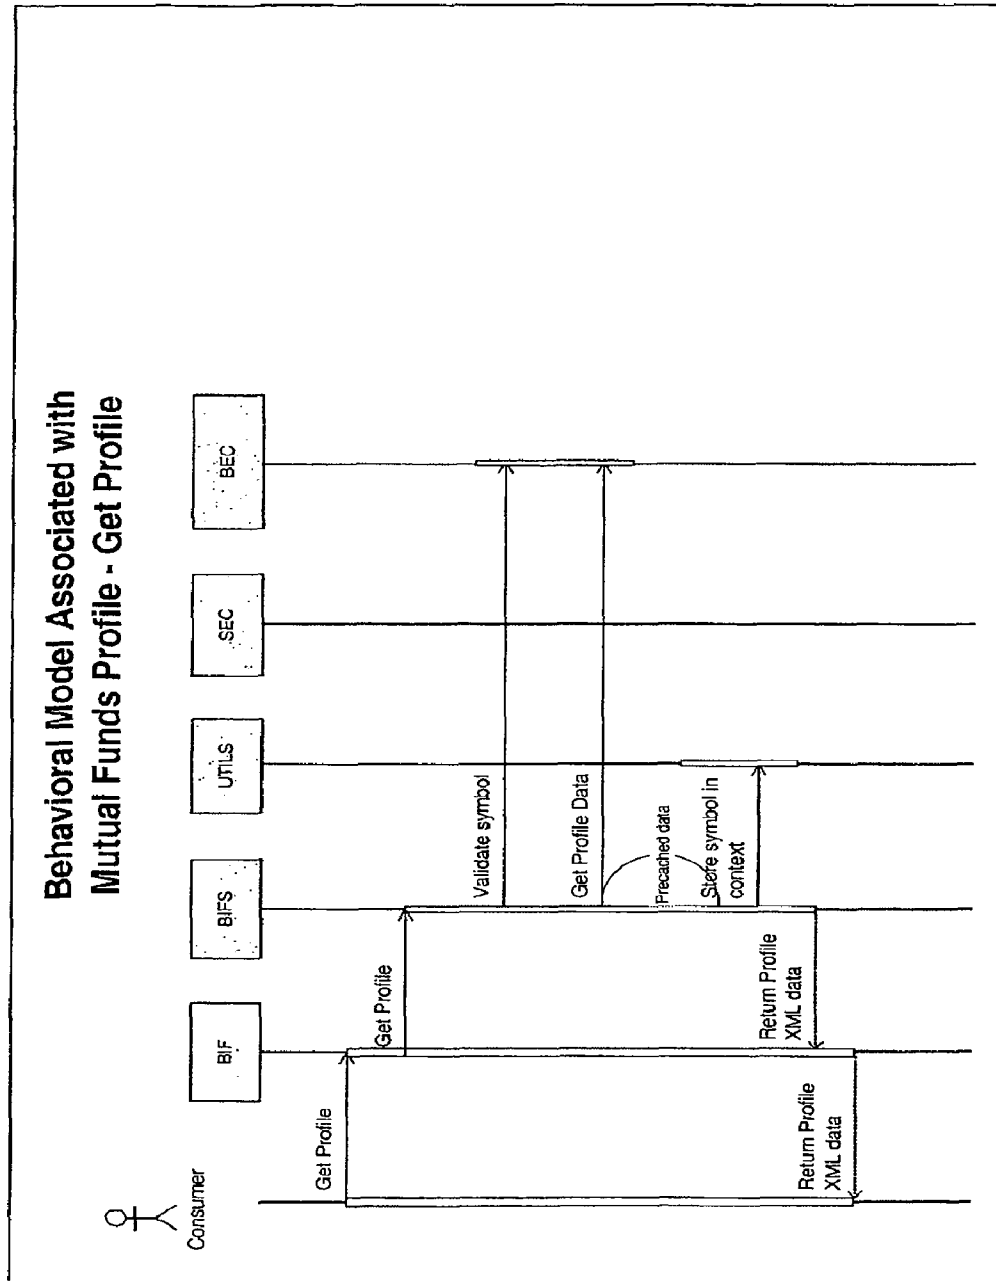 Behavioral Model Associated with
Mutual Funds Profile - Get Profile
Consumer
BIF
BIFS
UTILS
SEC
BEC
Get Profile
Get Profile
Validate symbol
Get Profile Data
Precached data
Store symbol in
context
Return Profile
XML data
Return Profile
XML data